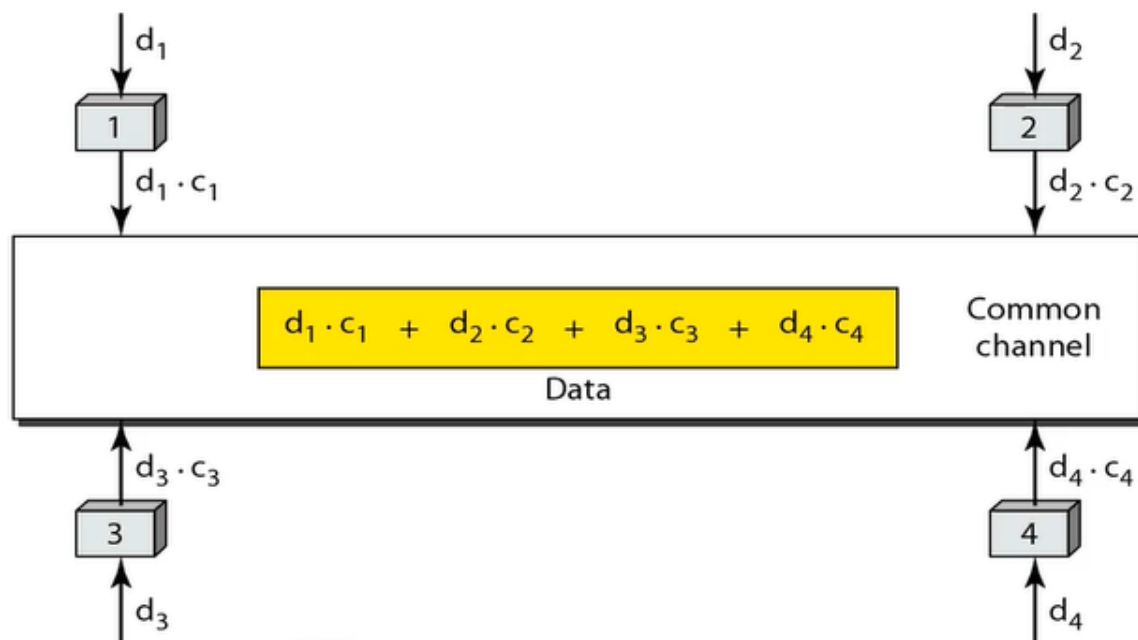 d₁
d₂
1
2
d₁ · c₁
d₂ · c₂
d₁ · c₁ + d₂ · c₂ + d₃ · c₃ + d₄ · c₄
Common
channel
Data
d₃ · c₃
d₄ · c₄
3
4
d₃
d₄